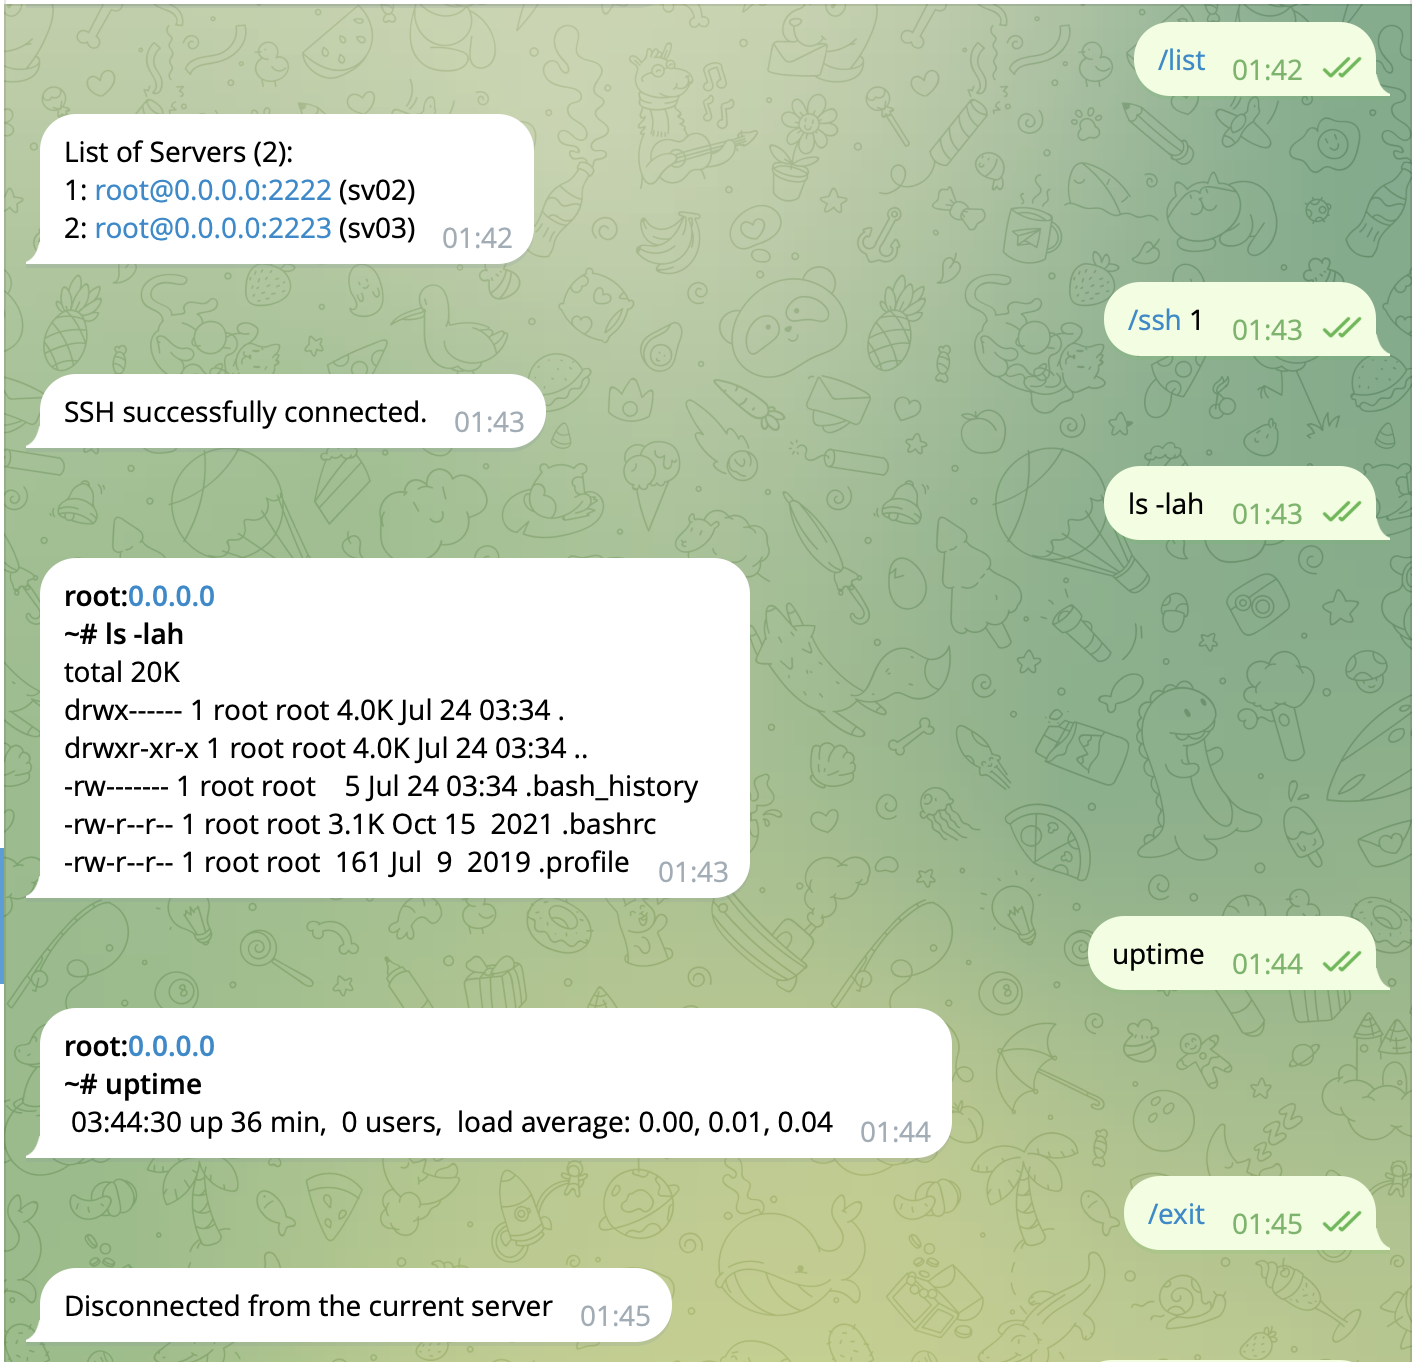 /list 01:42
List of Servers (2):
1: root@0.0.0.0:2222 (sv02)
2: root@0.0.0.0:2223 (sv03) 01:42
/ssh 1 01:43
SSH successfully connected. 01:43
ls -lah 01:43
root:0.0.0.0
~# ls -lah
total 20K
drwx------ 1 root root 4.0K Jul 24 03:34 .
drwxr-xr-x 1 root root 4.0K Jul 24 03:34 ..
-rw------- 1 root root    5 Jul 24 03:34 .bash_history
-rw-r--r-- 1 root root 3.1K Oct 15  2021 .bashrc
-rw-r--r-- 1 root root  161 Jul  9  2019 .profile 01:43
uptime 01:44
root:0.0.0.0
~# uptime
 03:44:30 up 36 min,  0 users,  load average: 0.00, 0.01, 0.04 01:44
/exit 01:45
Disconnected from the current server 01:45